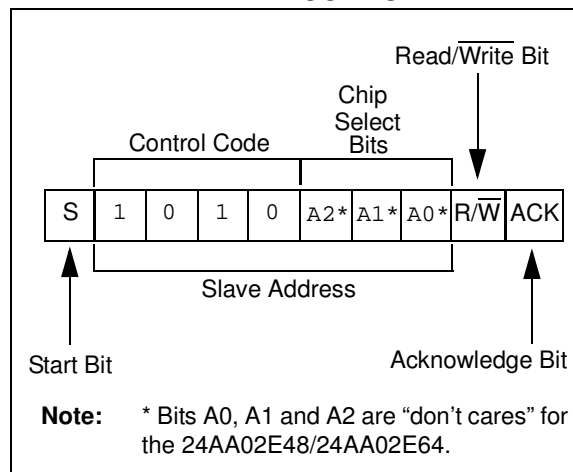 Read/Write Bit
Chip
Select
Bits
Control Code
S 1 0 1 0 A2* A1* A0* R/W ACK
Slave Address
Start Bit
Acknowledge Bit
Note: * Bits A0, A1 and A2 are “don’t cares” for
the 24AA02E48/24AA02E64.